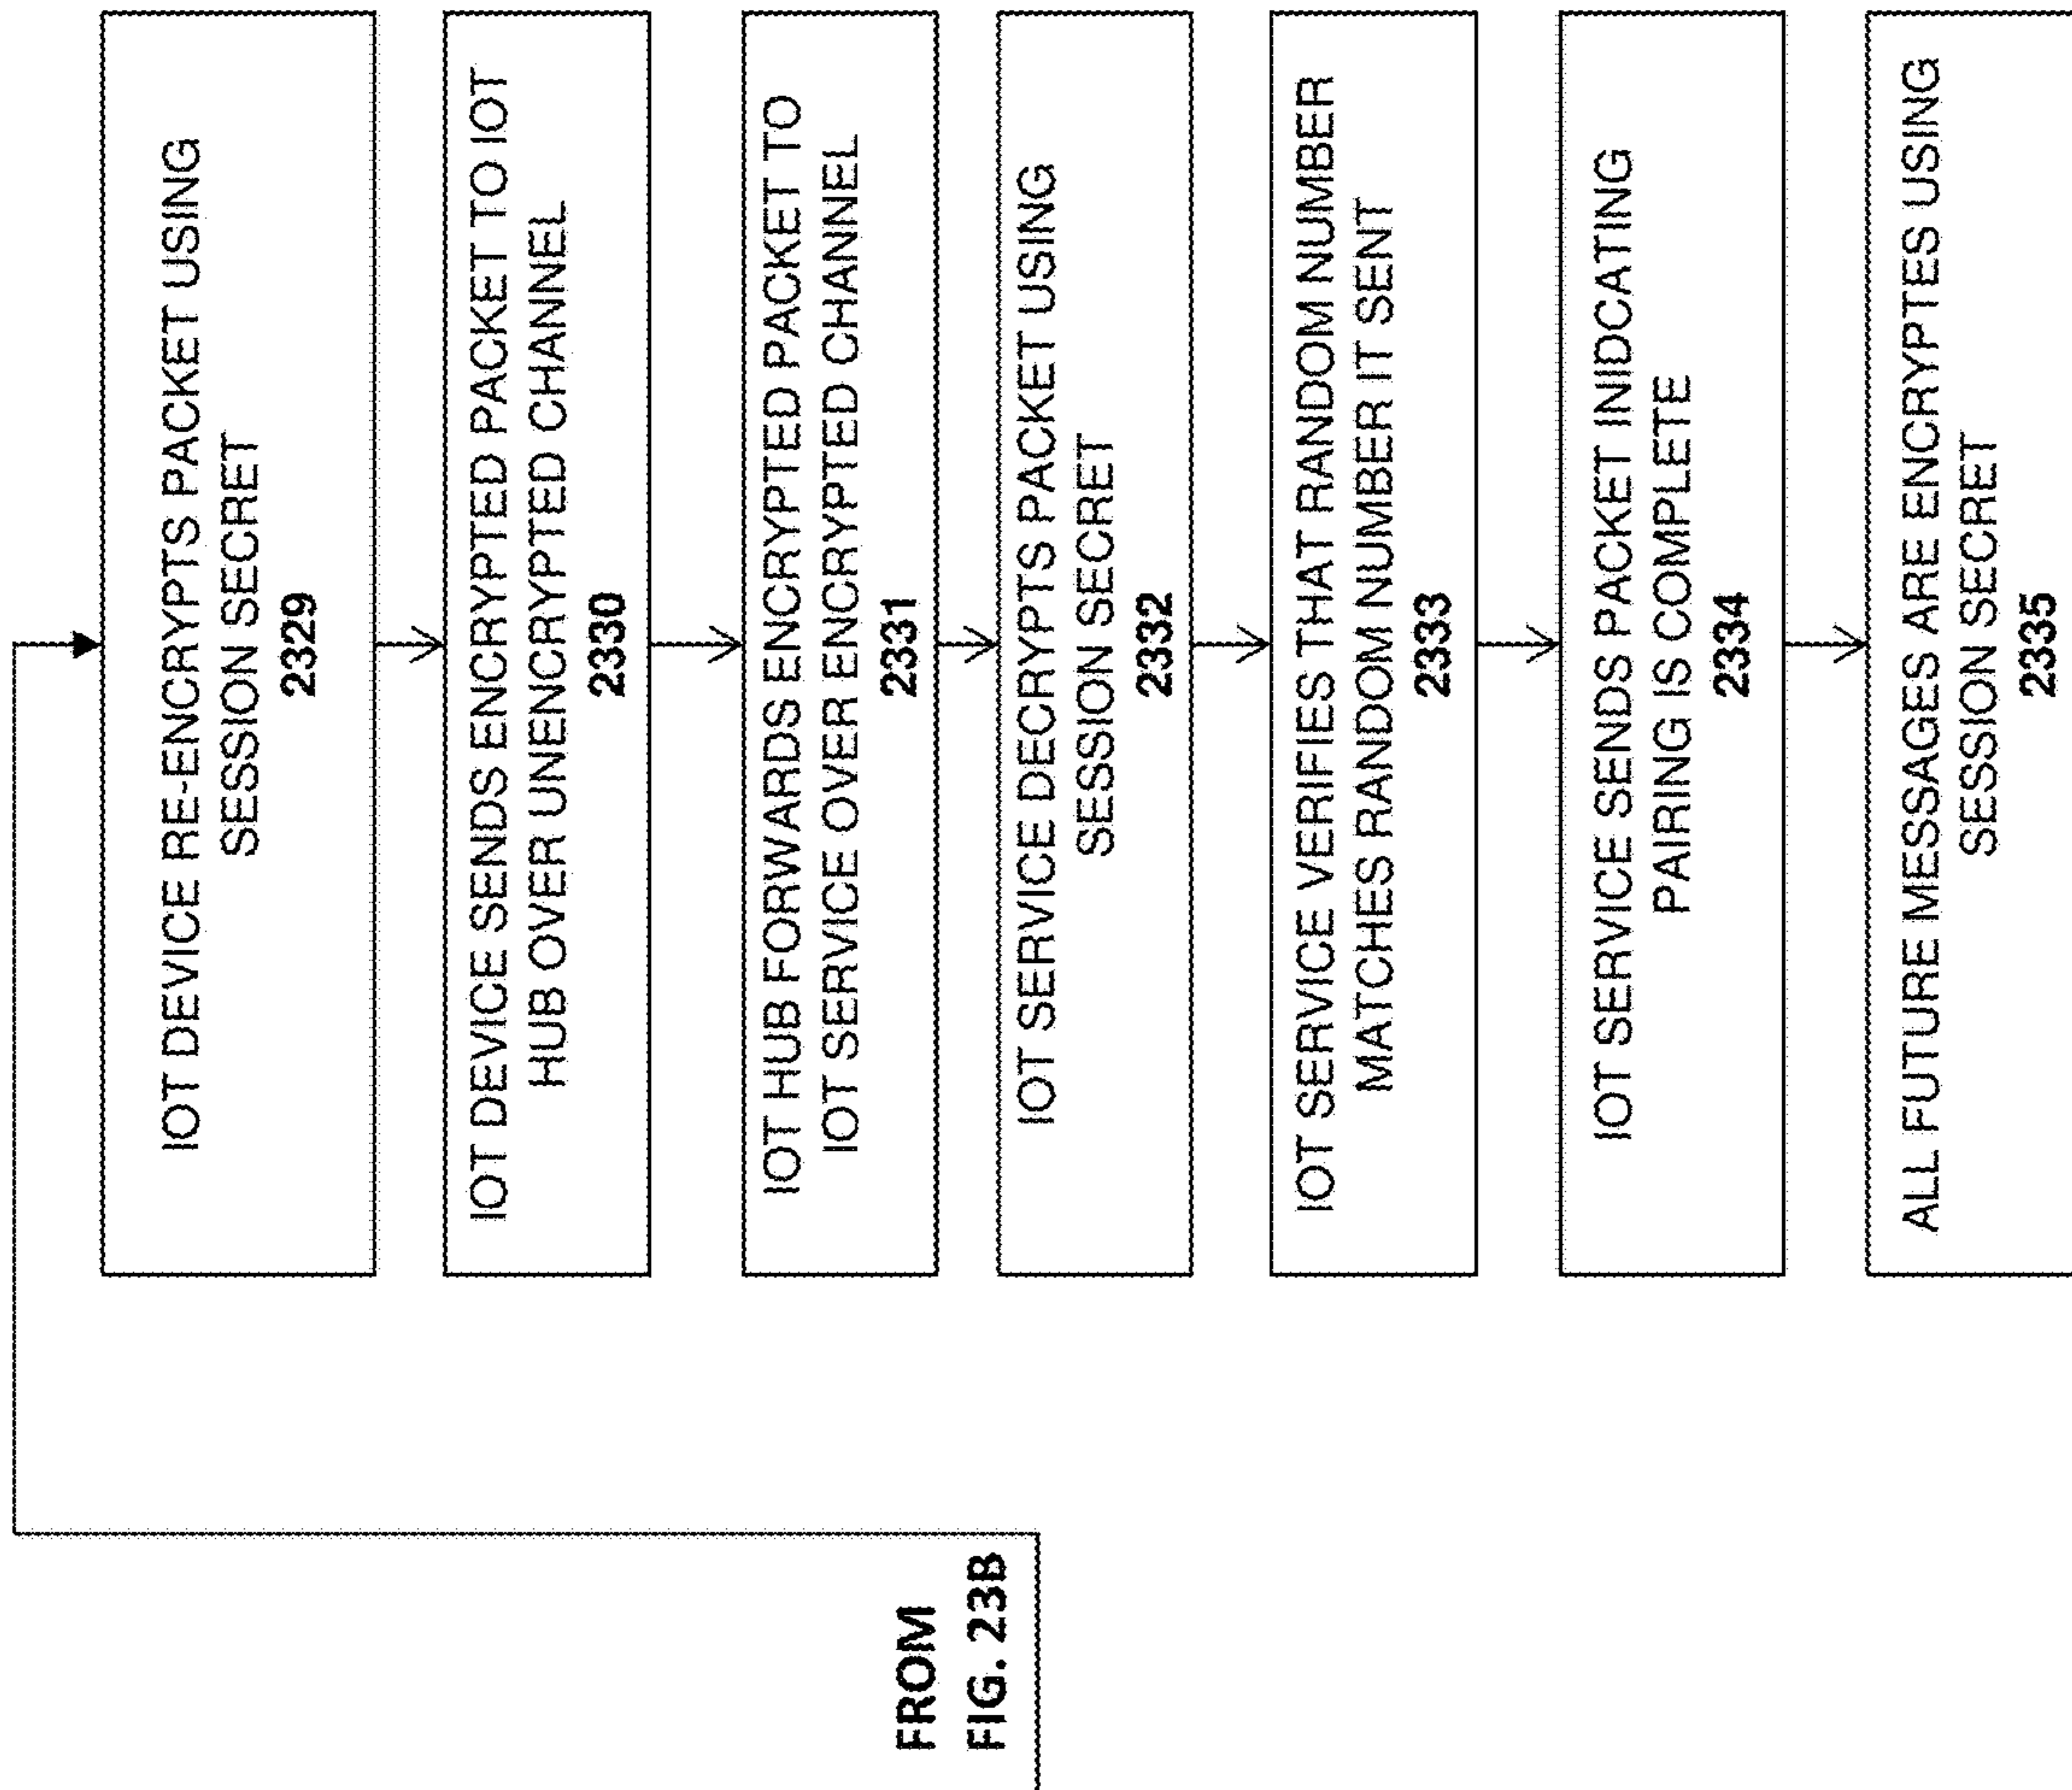 FROM
FIG. 23B
IOT DEVICE RE-ENCRYPTS PACKET USING
SESSION SECRET
2329
IOT DEVICE SENDS ENCRYPTED PACKET TO IOT
HUB OVER UNENCRYPTED CHANNEL
2330
IOT HUB FORWARDS ENCRYPTED PACKET TO
IOT SERVICE OVER ENCRYPTED CHANNEL
2331
IOT SERVICE DECRYPTS PACKET USING
SESSION SECRET
2332
IOT SERVICE VERIFIES THAT RANDOM NUMBER
MATCHES RANDOM NUMBER IT SENT
2333
IOT SERVICE SENDS PACKET INIDCATING
PAIRING IS COMPLETE
2334
ALL FUTURE MESSAGES ARE ENCRYPTES USING
SESSION SECRET
2335